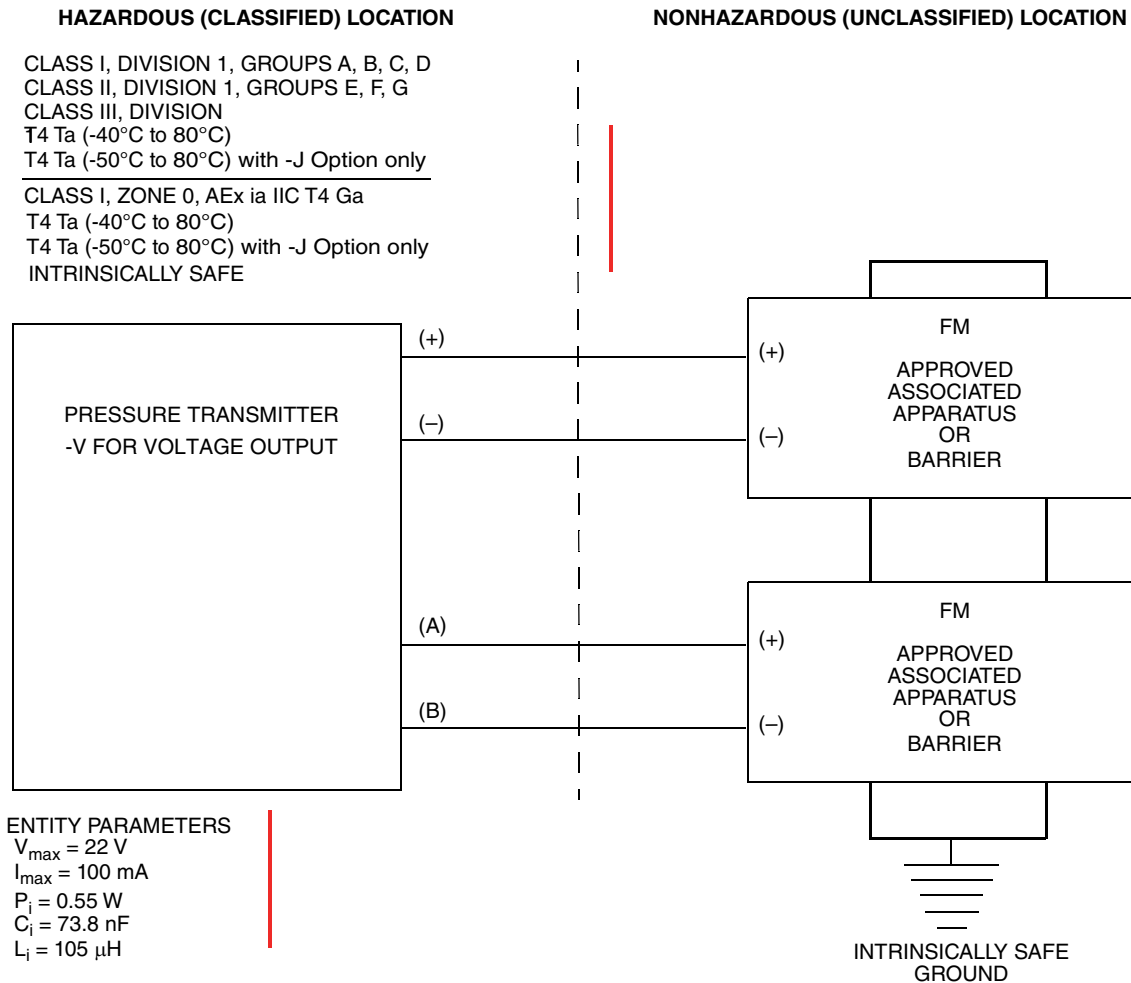 HAZARDOUS (CLASSIFIED) LOCATION
NONHAZARDOUS (UNCLASSIFIED) LOCATION
CLASS I, DIVISION 1, GROUPS A, B, C, D
CLASS II, DIVISION 1, GROUPS E, F, G
CLASS III, DIVISION
T4 Ta (-40°C to 80°C)
T4 Ta (-50°C to 80°C) with -J Option only
CLASS I, ZONE 0, AEx ia IIC T4 Ga
T4 Ta (-40°C to 80°C)
T4 Ta (-50°C to 80°C) with -J Option only
INTRINSICALLY SAFE
PRESSURE TRANSMITTER
-V FOR VOLTAGE OUTPUT
(+)
(–)
(A)
(B)
(+)
(–)
FM
APPROVED
ASSOCIATED
APPARATUS
OR
BARRIER
(+)
(–)
FM
APPROVED
ASSOCIATED
APPARATUS
OR
BARRIER
ENTITY PARAMETERS
Vmax = 22 V
Imax = 100 mA
Pi = 0.55 W
Ci = 73.8 nF
Li = 105 μH
INTRINSICALLY SAFE
GROUND